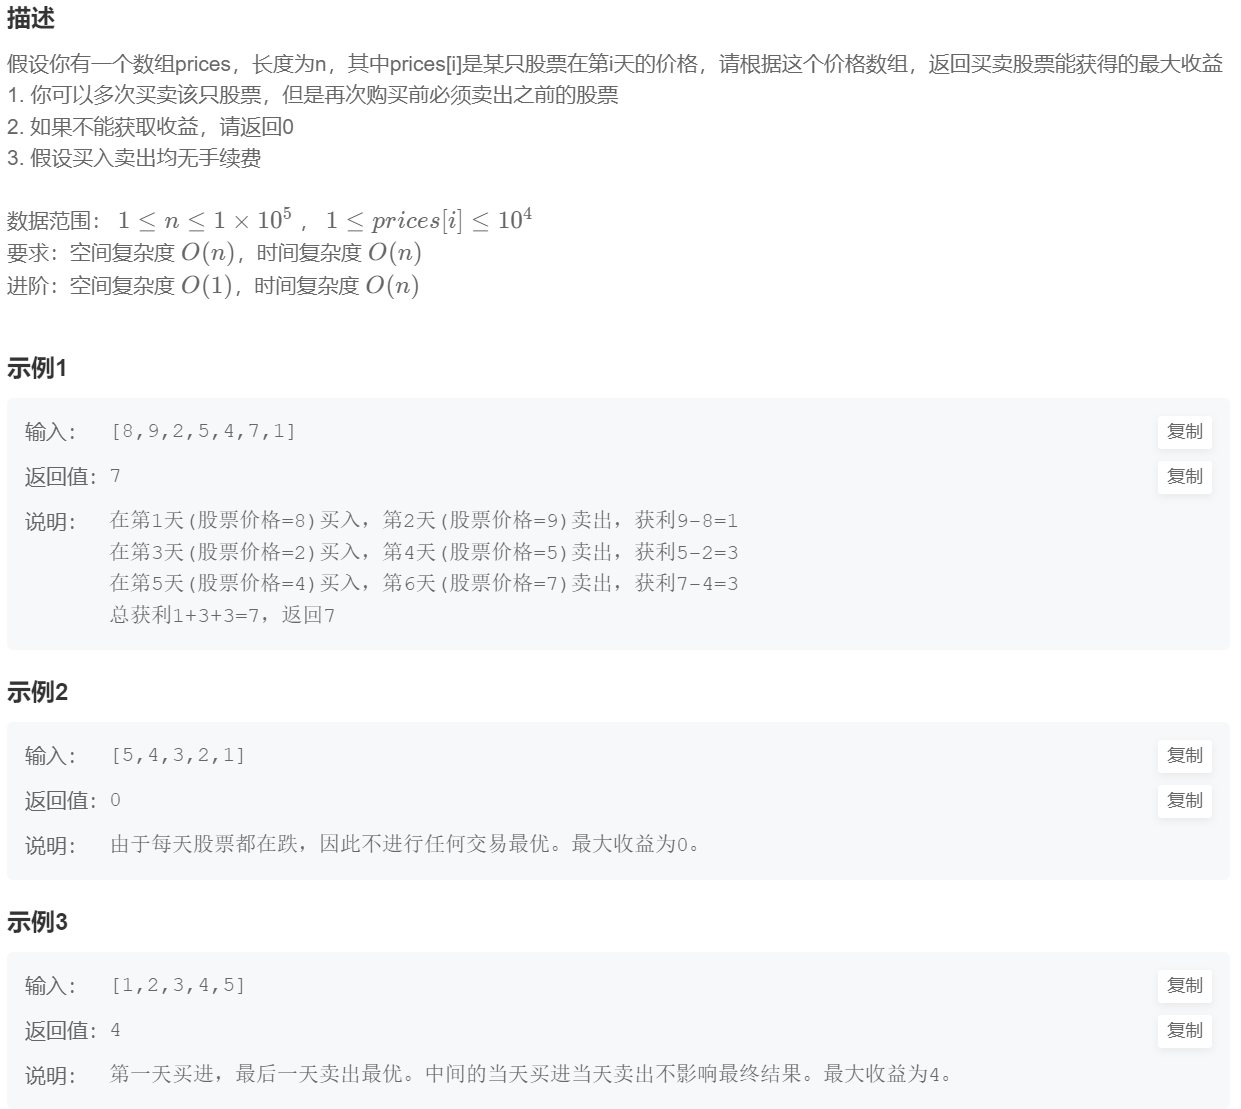 描述
假设你有一个数组prices，长度为n，其中prices[i]是某只股票在第i天的价格，请根据这个价格数组，返回买卖股票能获得的最大收益
1. 你可以多次买卖该只股票，但是再次购买前必须卖出之前的股票
2. 如果不能获取收益，请返回0
3. 假设买入卖出均无手续费
数据范围： 1 ≤ n ≤ 1 × 10⁵ ， 1 ≤ prices[i] ≤ 10⁴
要求：空间复杂度 O(n)，时间复杂度 O(n)
进阶：空间复杂度 O(1)，时间复杂度 O(n)
示例1
输入： [8,9,2,5,4,7,1] 复制
返回值：7 复制
说明： 在第1天(股票价格=8)买入，第2天(股票价格=9)卖出，获利9-8=1
在第3天(股票价格=2)买入，第4天(股票价格=5)卖出，获利5-2=3
在第5天(股票价格=4)买入，第6天(股票价格=7)卖出，获利7-4=3
总获利1+3+3=7，返回7
示例2
输入： [5,4,3,2,1] 复制
返回值：0 复制
说明： 由于每天股票都在跌，因此不进行任何交易最优。最大收益为0。
示例3
输入： [1,2,3,4,5] 复制
返回值：4 复制
说明： 第一天买进，最后一天卖出最优。中间的当天买进当天卖出不影响最终结果。最大收益为4。